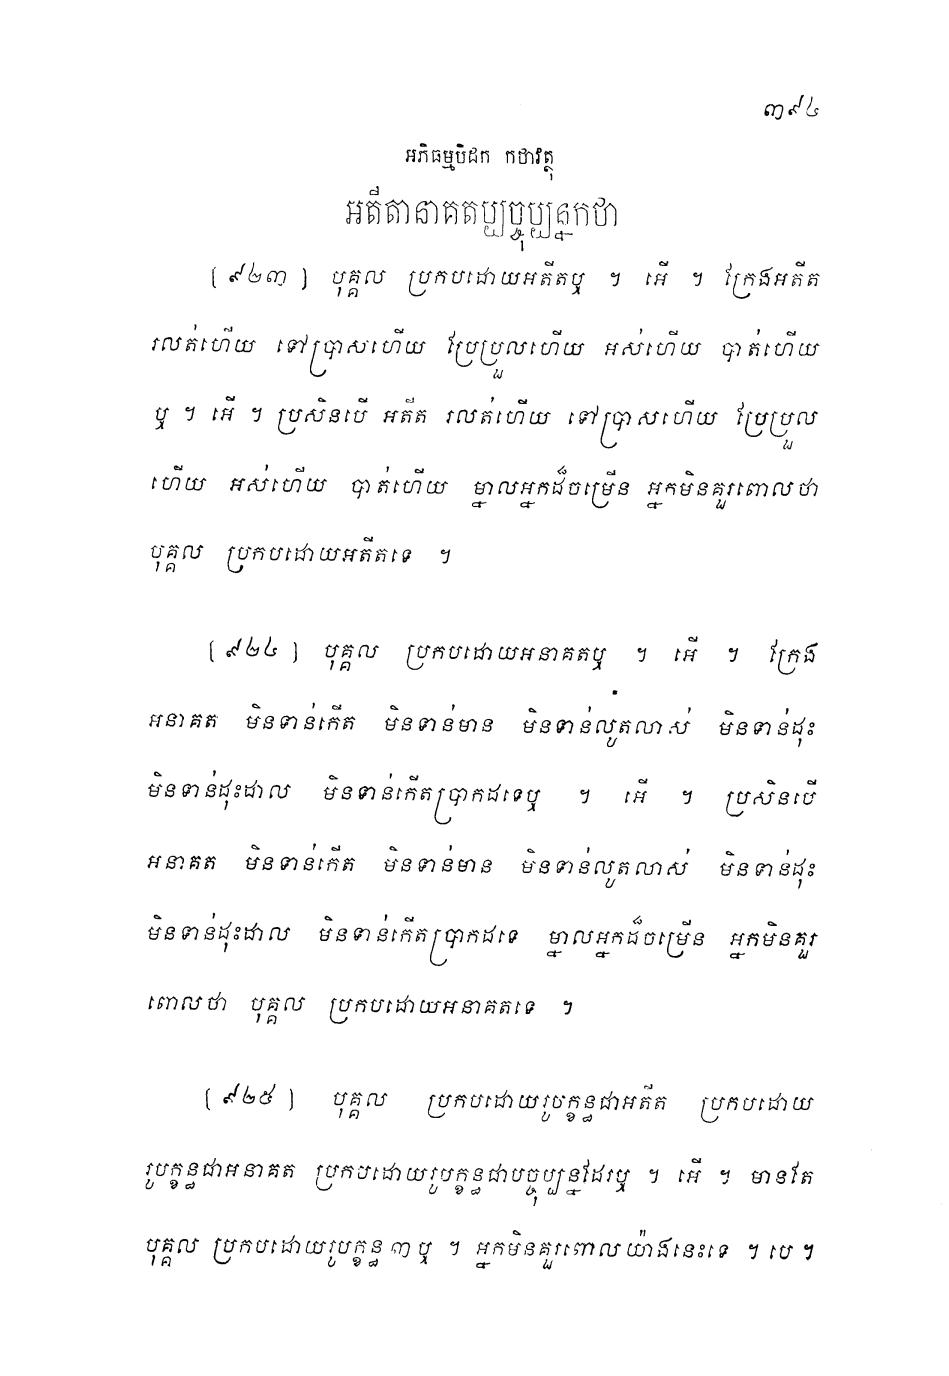 ៣៩៤
អភិធម្មបិដក កថាវត្ថុ
អតីតានាគតប្បច្ចុប្បន្នកថា
[ ៩២៣ ] បុគ្គល ប្រកបដោយអតីតឬ ។ អើ ។ ក្រែងអតីត
រលត់ហើយ ទៅប្រាសហើយ ប្រែប្រួលហើយ អស់ហើយ បាត់ហើយ
ឬ ។ អើ ។ ប្រសិនបើ អតីត រលត់ហើយ ទៅប្រាសហើយ ប្រែប្រួល
ហើយ អស់ហើយ បាត់ហើយ ម្នាលអ្នកដ៏ចម្រើន អ្នកមិនគួរពោលថា
បុគ្គល ប្រកបដោយអតីតទេ ។
[ ៩២៤ ] បុគ្គល ប្រកបដោយអនាគតឬ ។ អើ ។ ក្រែង
អនាគត មិនទាន់កើត មិនទាន់មាន មិនទាន់លូតលាស់ មិនទាន់ដុះ
មិនទាន់ដុះដាល មិនទាន់កើតប្រាកដទេឬ ។ អើ ។ ប្រសិនបើ
អនាគត មិនទាន់កើត មិនទាន់មាន មិនទាន់លូតលាស់ មិនទាន់ដុះ
មិនទាន់ដុះដាល មិនទាន់កើតប្រាកដទេ ម្នាលអ្នកដ៏ចម្រើន អ្នកមិនគួរ
ពោលថា បុគ្គល ប្រកបដោយអនាគតទេ ។
[ ៩២៥ ] បុគ្គល ប្រកបដោយរូបក្ខន្ធជាអតីត ប្រកបដោយ
រូបក្ខន្ធជាអនាគត ប្រកបដោយរូបក្ខន្ធជាបច្ចុប្បន្នដែរឬ ។ អើ ។ មានតែ
បុគ្គល ប្រកបដោយរូបក្ខន្ធ ៣ ឬ ។ អ្នកមិនគួរពោលយ៉ាងនេះទេ ។ បេ ។